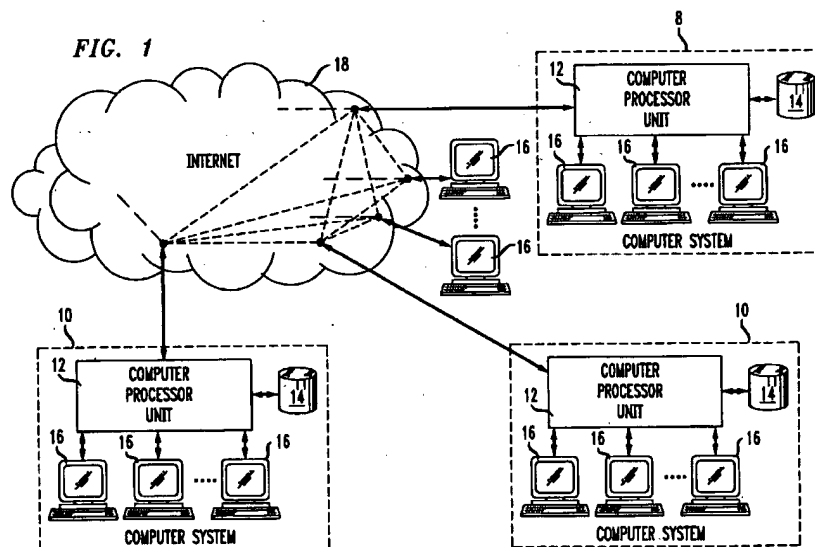 FIG. 1
18
INTERNET
16
16
8
12
COMPUTER
PROCESSOR
UNIT
14
16
16
16
COMPUTER SYSTEM
10
12
COMPUTER
PROCESSOR
UNIT
14
16
16
16
COMPUTER SYSTEM
10
12
COMPUTER
PROCESSOR
UNIT
14
16
16
16
COMPUTER SYSTEM